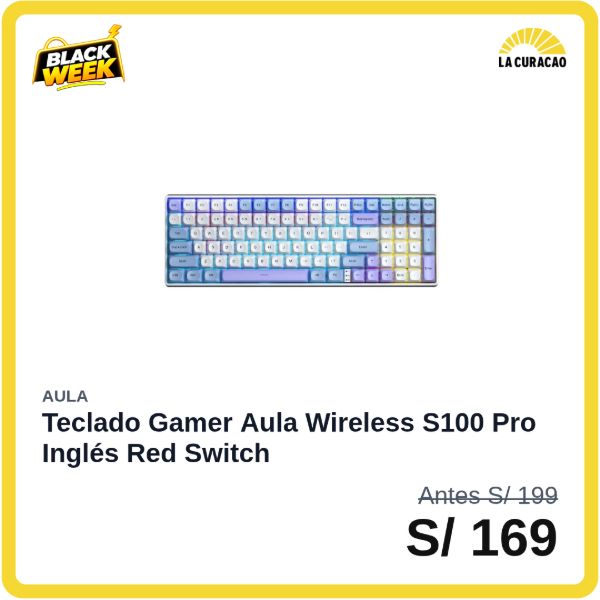 BLACK
WEEK
LA CURACAO
AULA
Teclado Gamer Aula Wireless S100 Pro
Inglés Red Switch
Antes S/ 199
S/ 169